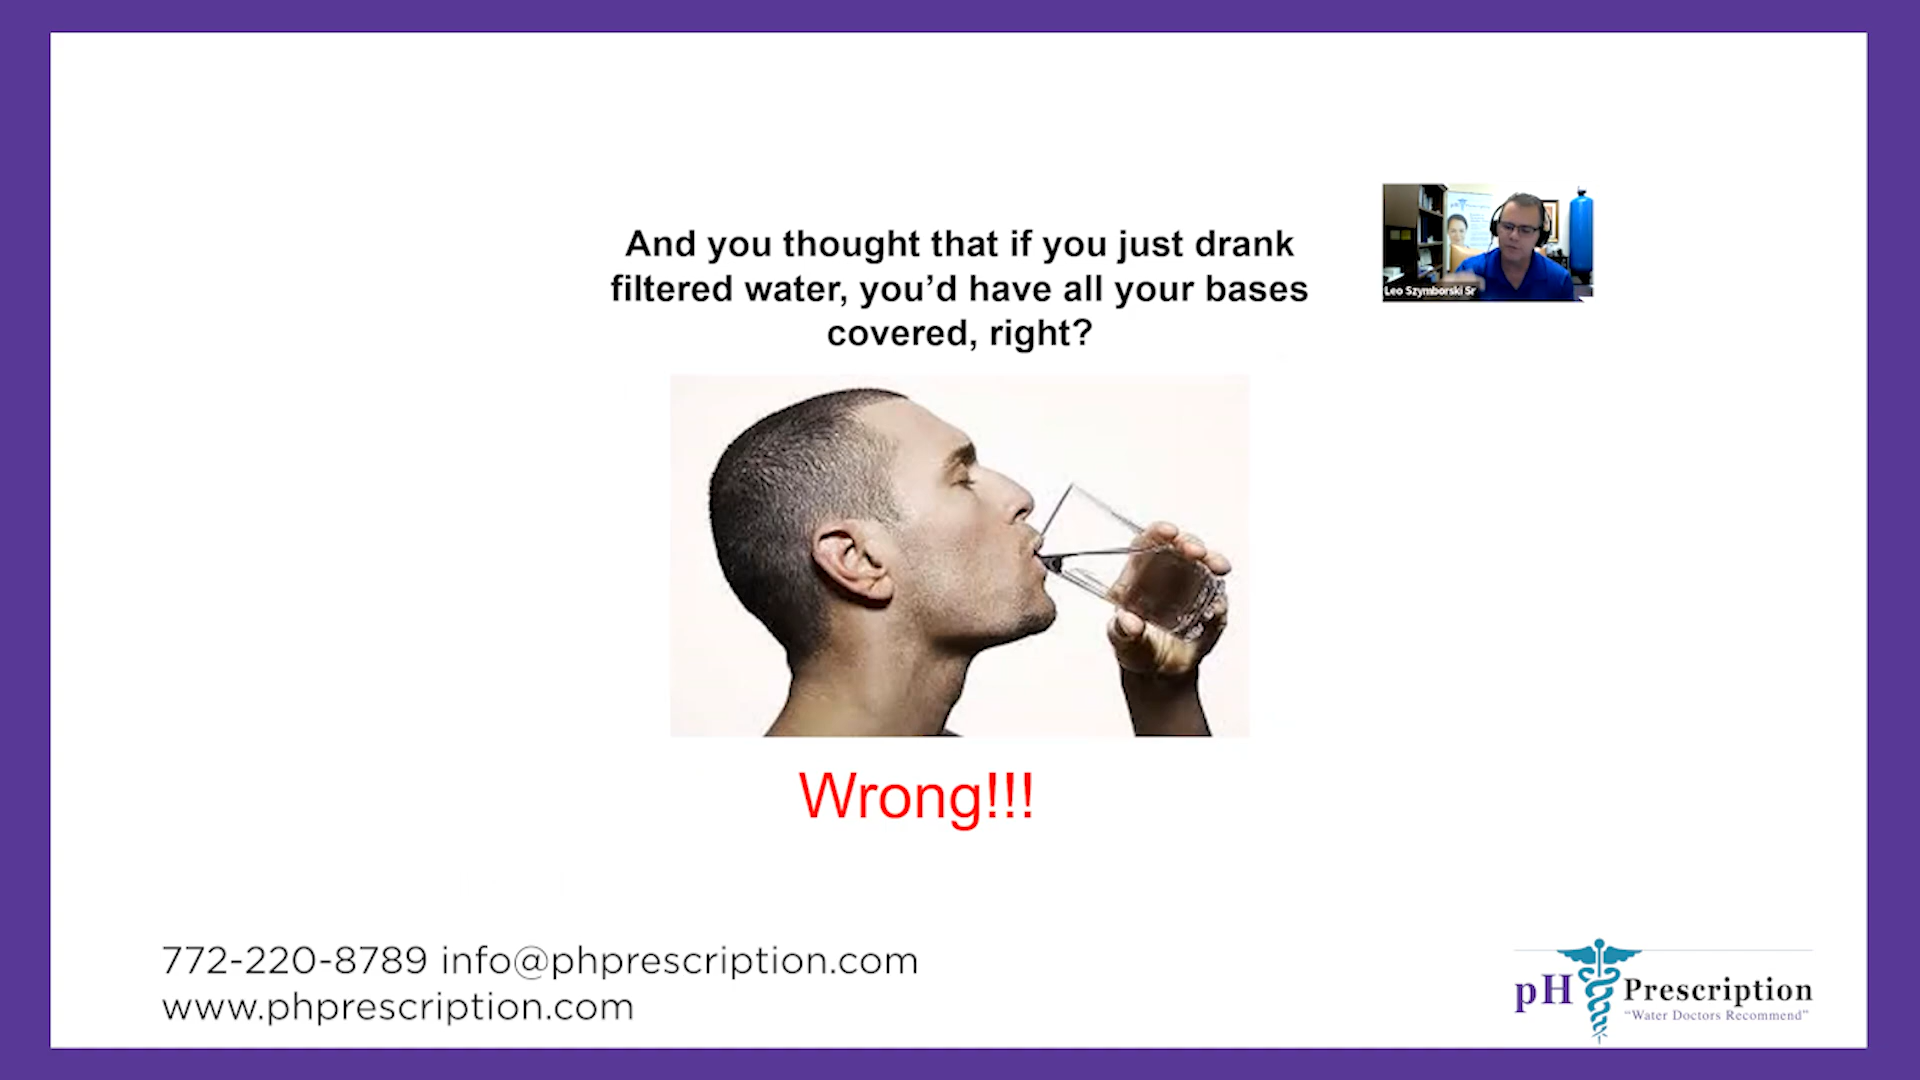 And you thought that if you just drank
filtered water, you’d have all your bases
covered, right?
Leo Szymborski Sr
Wrong!!!
772-220-8789 info@phprescription.com
www.phprescription.com
pH Prescription
"Water Doctors Recommend"